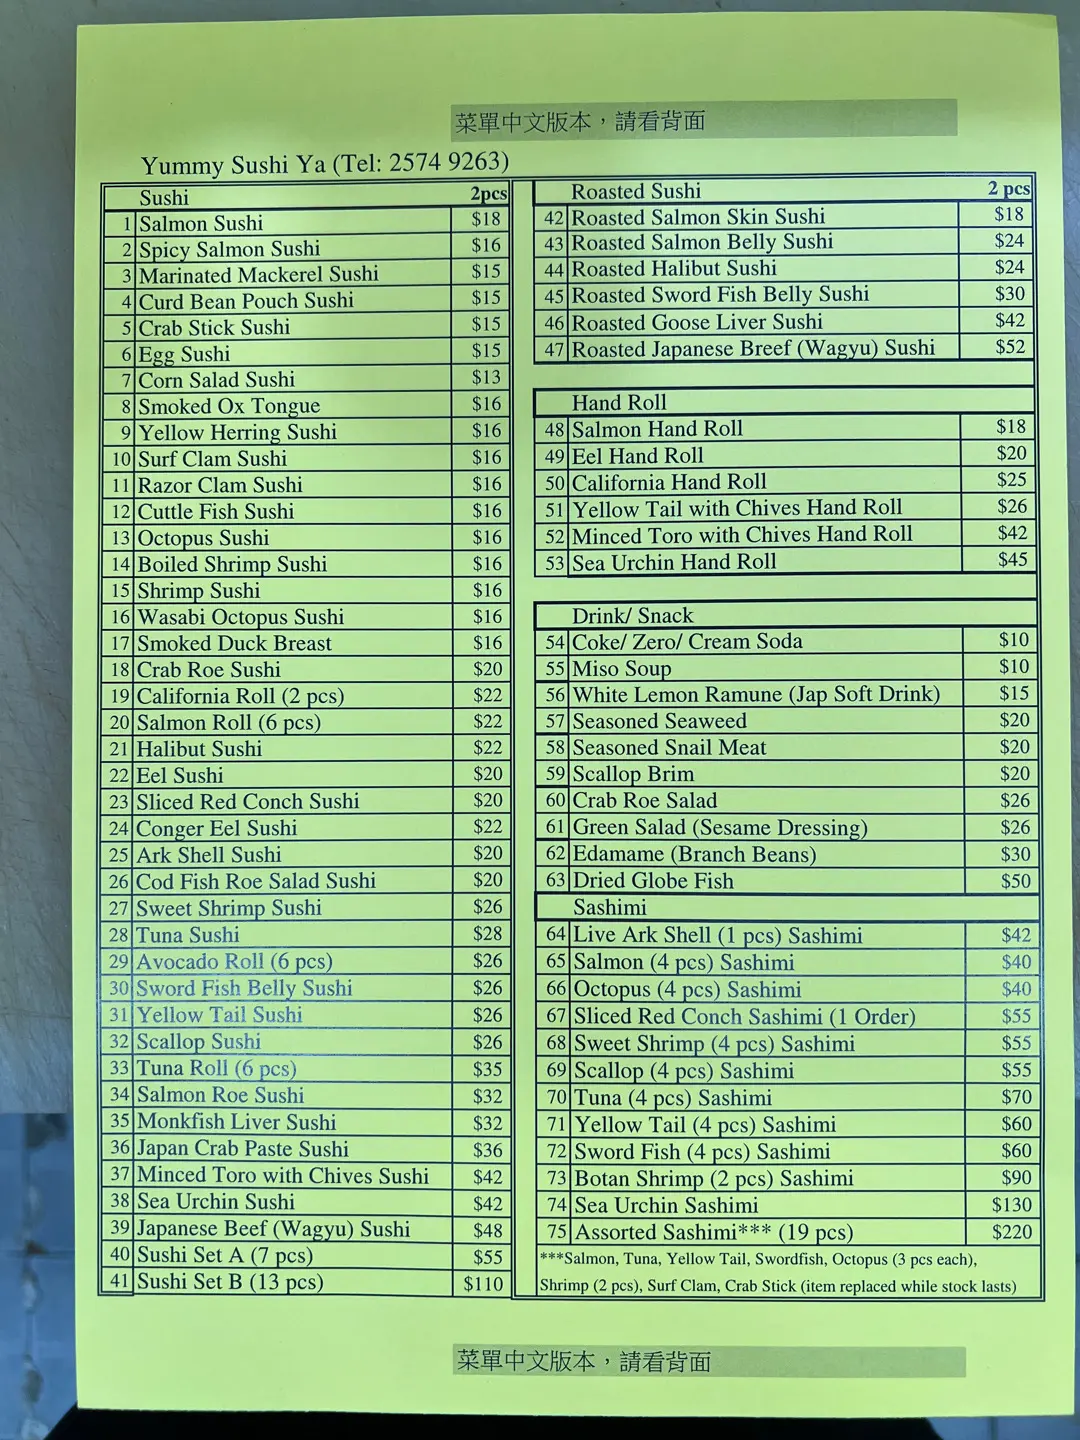 菜單中文版本，請看背面
Yummy Sushi Ya (Tel: 2574 9263)
Sushi 2pcs
1 Salmon Sushi $18
2 Spicy Salmon Sushi $16
3 Marinated Mackerel Sushi $15
4 Curd Bean Pouch Sushi $15
5 Crab Stick Sushi $15
6 Egg Sushi $15
7 Corn Salad Sushi $13
8 Smoked Ox Tongue $16
9 Yellow Herring Sushi $16
10 Surf Clam Sushi $16
11 Razor Clam Sushi $16
12 Cuttle Fish Sushi $16
13 Octopus Sushi $16
14 Boiled Shrimp Sushi $16
15 Shrimp Sushi $16
16 Wasabi Octopus Sushi $16
17 Smoked Duck Breast $16
18 Crab Roe Sushi $20
19 California Roll (2 pcs) $22
20 Salmon Roll (6 pcs) $22
21 Halibut Sushi $22
22 Eel Sushi $20
23 Sliced Red Conch Sushi $20
24 Conger Eel Sushi $22
25 Ark Shell Sushi $20
26 Cod Fish Roe Salad Sushi $20
27 Sweet Shrimp Sushi $26
28 Tuna Sushi $28
29 Avocado Roll (6 pcs) $26
30 Sword Fish Belly Sushi $26
31 Yellow Tail Sushi $26
32 Scallop Sushi $26
33 Tuna Roll (6 pcs) $35
34 Salmon Roe Sushi $32
35 Monkfish Liver Sushi $32
36 Japan Crab Paste Sushi $36
37 Minced Toro with Chives Sushi $42
38 Sea Urchin Sushi $42
39 Japanese Beef (Wagyu) Sushi $48
40 Sushi Set A (7 pcs) $55
41 Sushi Set B (13 pcs) $110
Roasted Sushi 2 pcs
42 Roasted Salmon Skin Sushi $18
43 Roasted Salmon Belly Sushi $24
44 Roasted Halibut Sushi $24
45 Roasted Sword Fish Belly Sushi $30
46 Roasted Goose Liver Sushi $42
47 Roasted Japanese Breef (Wagyu) Sushi $52
Hand Roll
48 Salmon Hand Roll $18
49 Eel Hand Roll $20
50 California Hand Roll $25
51 Yellow Tail with Chives Hand Roll $26
52 Minced Toro with Chives Hand Roll $42
53 Sea Urchin Hand Roll $45
Drink/ Snack
54 Coke/ Zero/ Cream Soda $10
55 Miso Soup $10
56 White Lemon Ramune (Jap Soft Drink) $15
57 Seasoned Seaweed $20
58 Seasoned Snail Meat $20
59 Scallop Brim $20
60 Crab Roe Salad $26
61 Green Salad (Sesame Dressing) $26
62 Edamame (Branch Beans) $30
63 Dried Globe Fish $50
Sashimi
64 Live Ark Shell (1 pcs) Sashimi $42
65 Salmon (4 pcs) Sashimi $40
66 Octopus (4 pcs) Sashimi $40
67 Sliced Red Conch Sashimi (1 Order) $55
68 Sweet Shrimp (4 pcs) Sashimi $55
69 Scallop (4 pcs) Sashimi $55
70 Tuna (4 pcs) Sashimi $70
71 Yellow Tail (4 pcs) Sashimi $60
72 Sword Fish (4 pcs) Sashimi $60
73 Botan Shrimp (2 pcs) Sashimi $90
74 Sea Urchin Sashimi $130
75 Assorted Sashimi*** (19 pcs) $220
***Salmon, Tuna, Yellow Tail, Swordfish, Octopus (3 pcs each),
Shrimp (2 pcs), Surf Clam, Crab Stick (item replaced while stock lasts)
菜單中文版本，請看背面